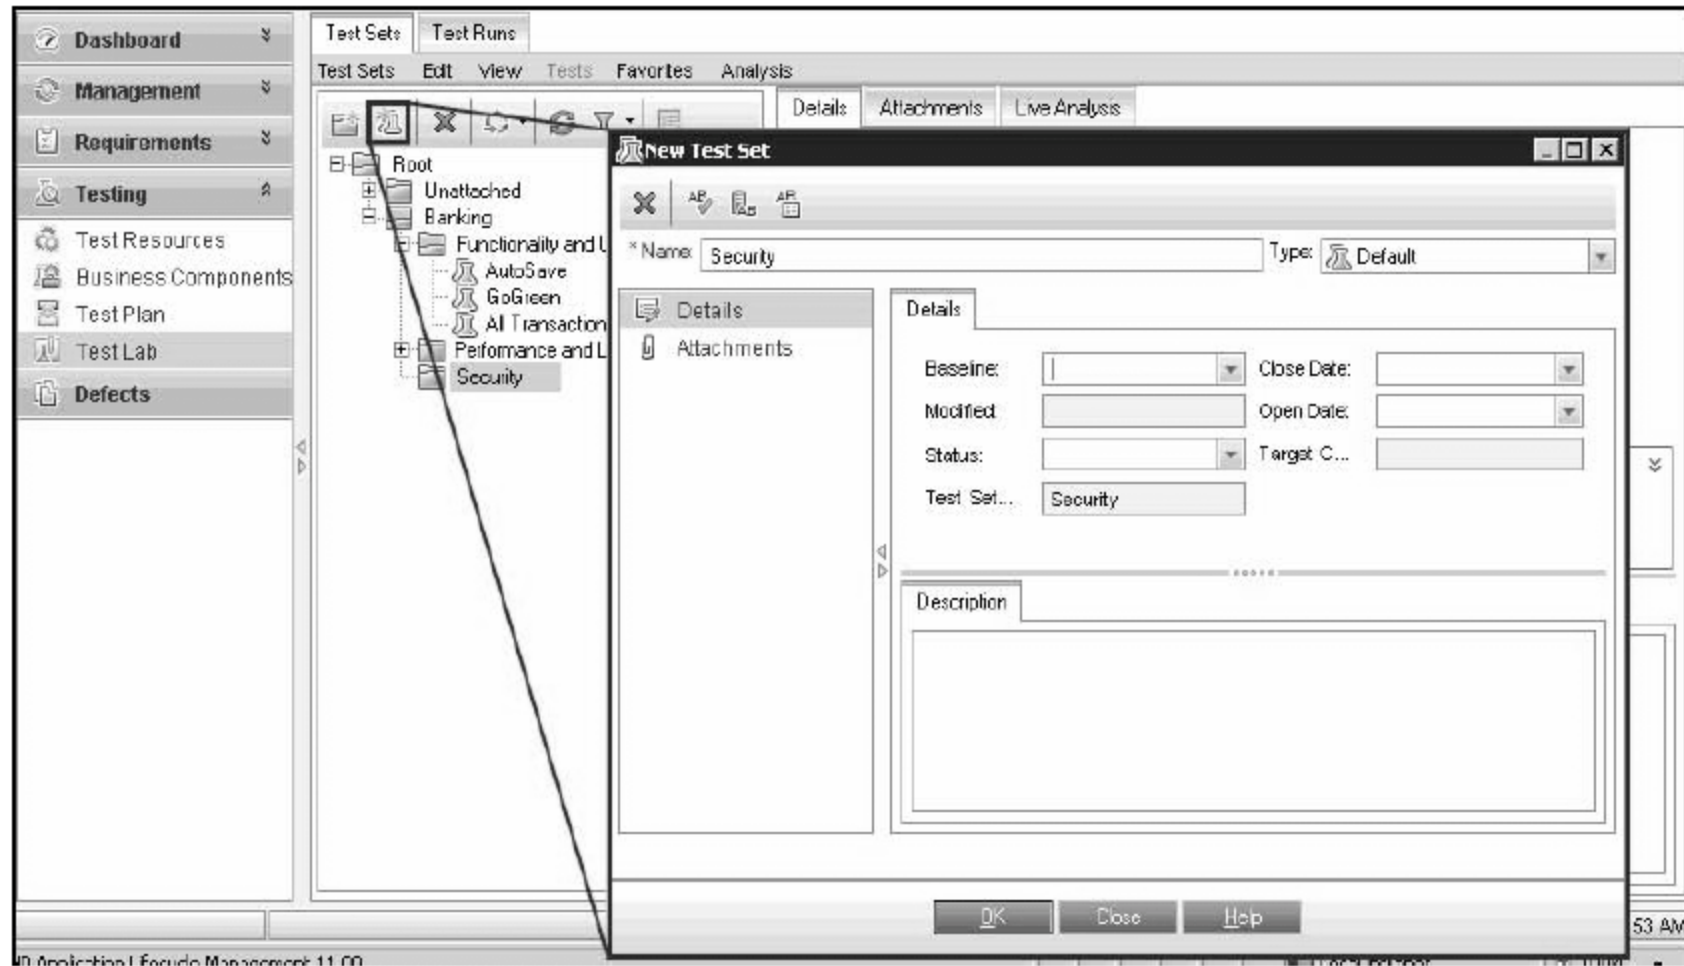 Dashboard
Management
Requirements
Testing
Test Resources
Business Components
Test Plan
Test Lab
Defects
Test Sets Test Runs
Test Sets Edit View Tests Favorites Analysis
Details Attachments Live Analysis
Root
Unattached
Banking
Functionality and U
AutoSave
GoGreen
All Transaction
Performance and L
Security
New Test Set
*Name: Security Type: Default
Details
Attachments
Details
Baseline: Close Date:
Modified: Open Date:
Status: Target C...
Test Set... Security
Description
OK Close Help
53 AM
Application Lifecycle Management 11.00